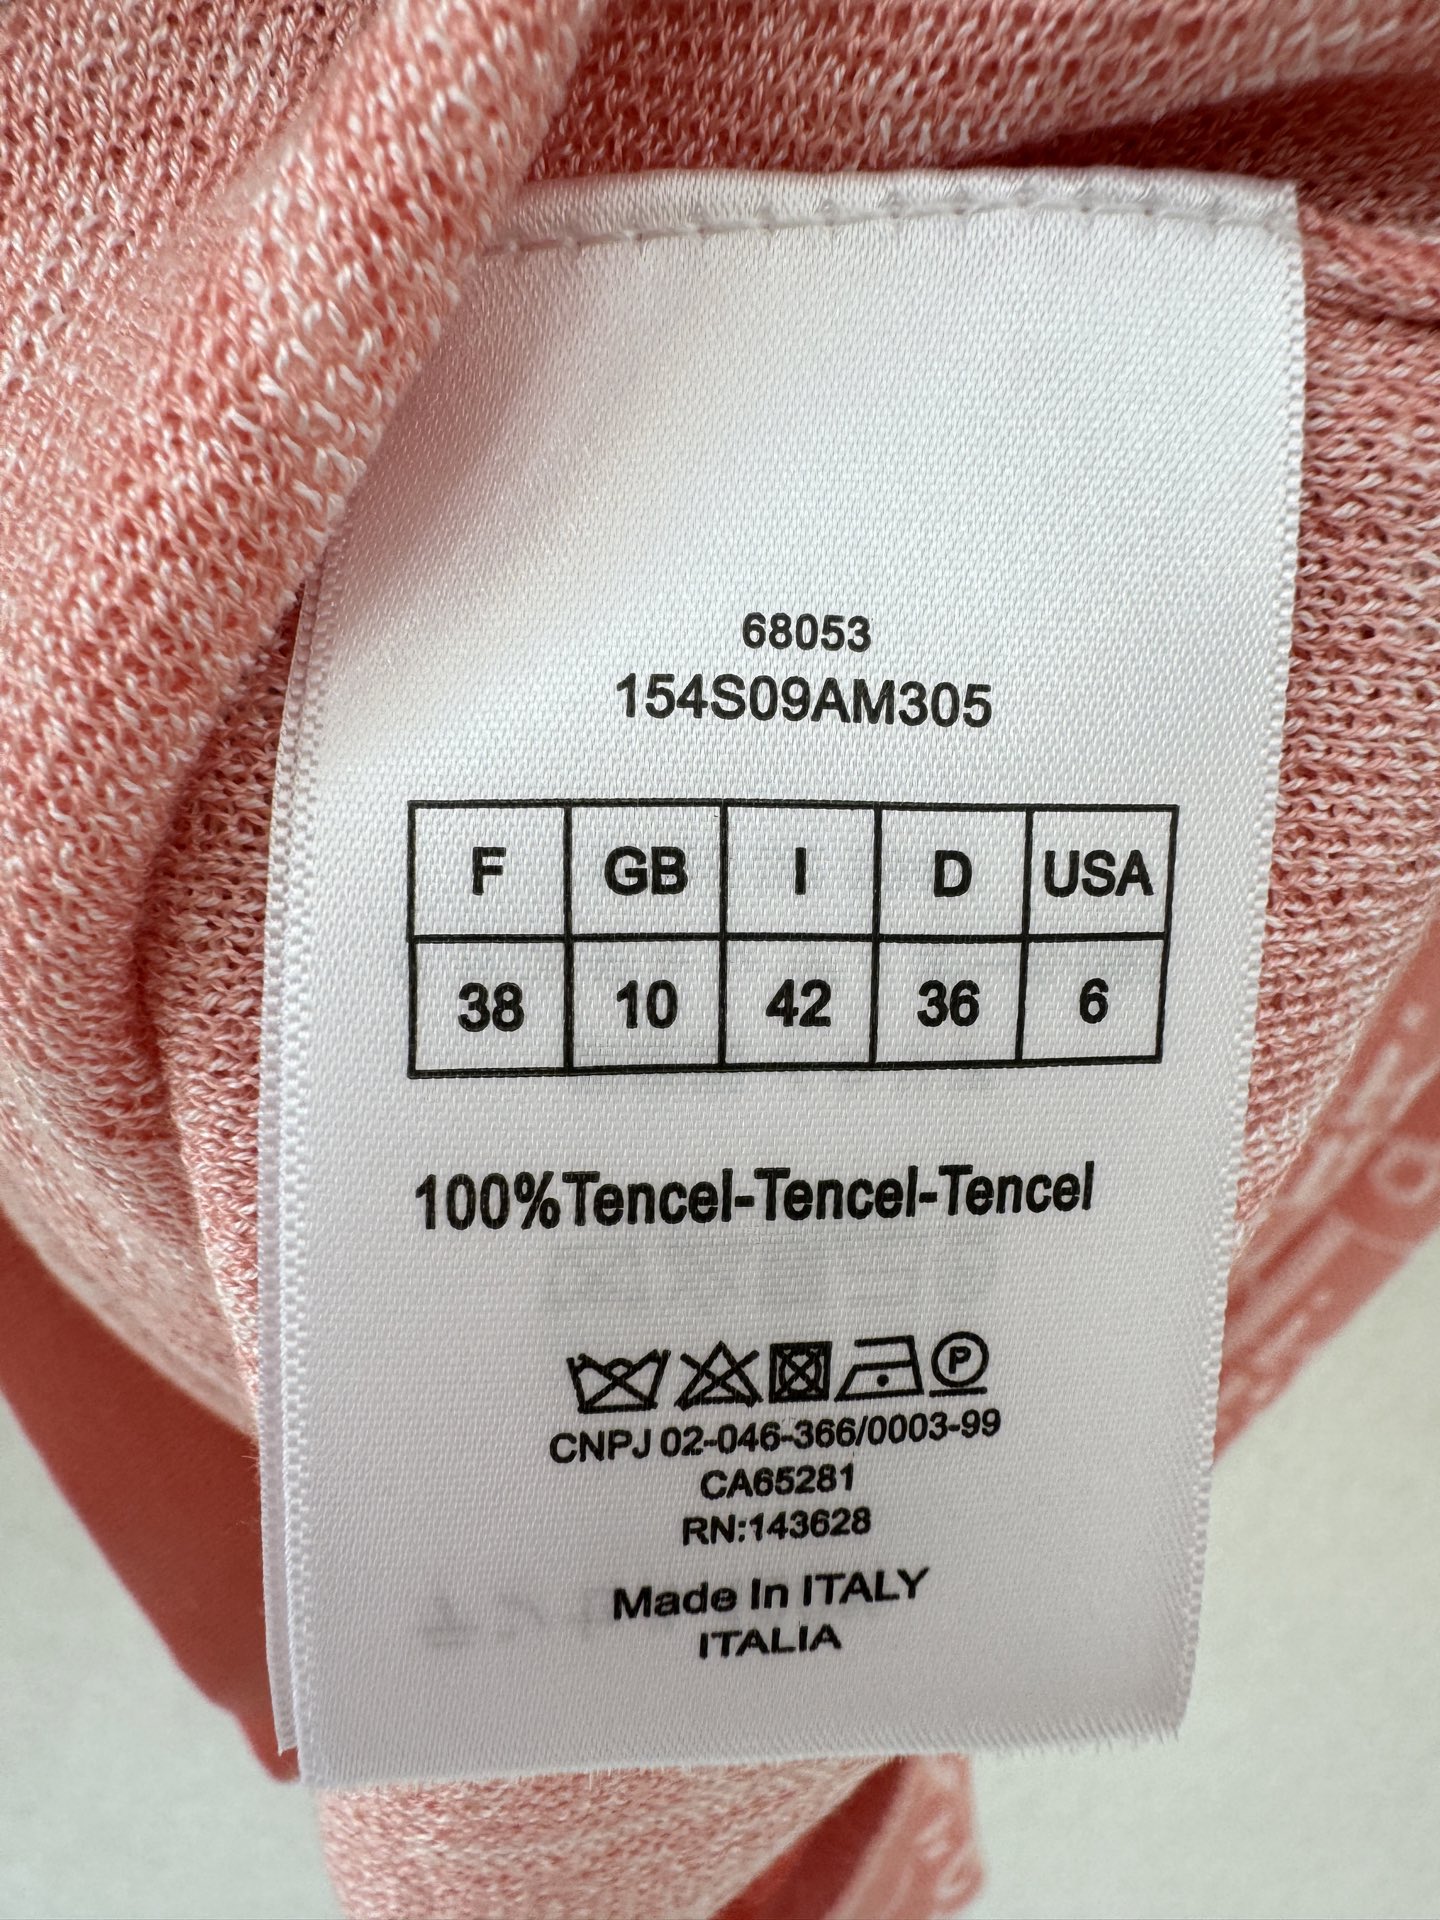 68053
154S09AM305
F GB I D USA
38 10 42 36 6
100%Tencel-Tencel-Tencel
P
CNPJ 02-046-366/0003-99
CA65281
RN:143628
Made In ITALY
ITALIA